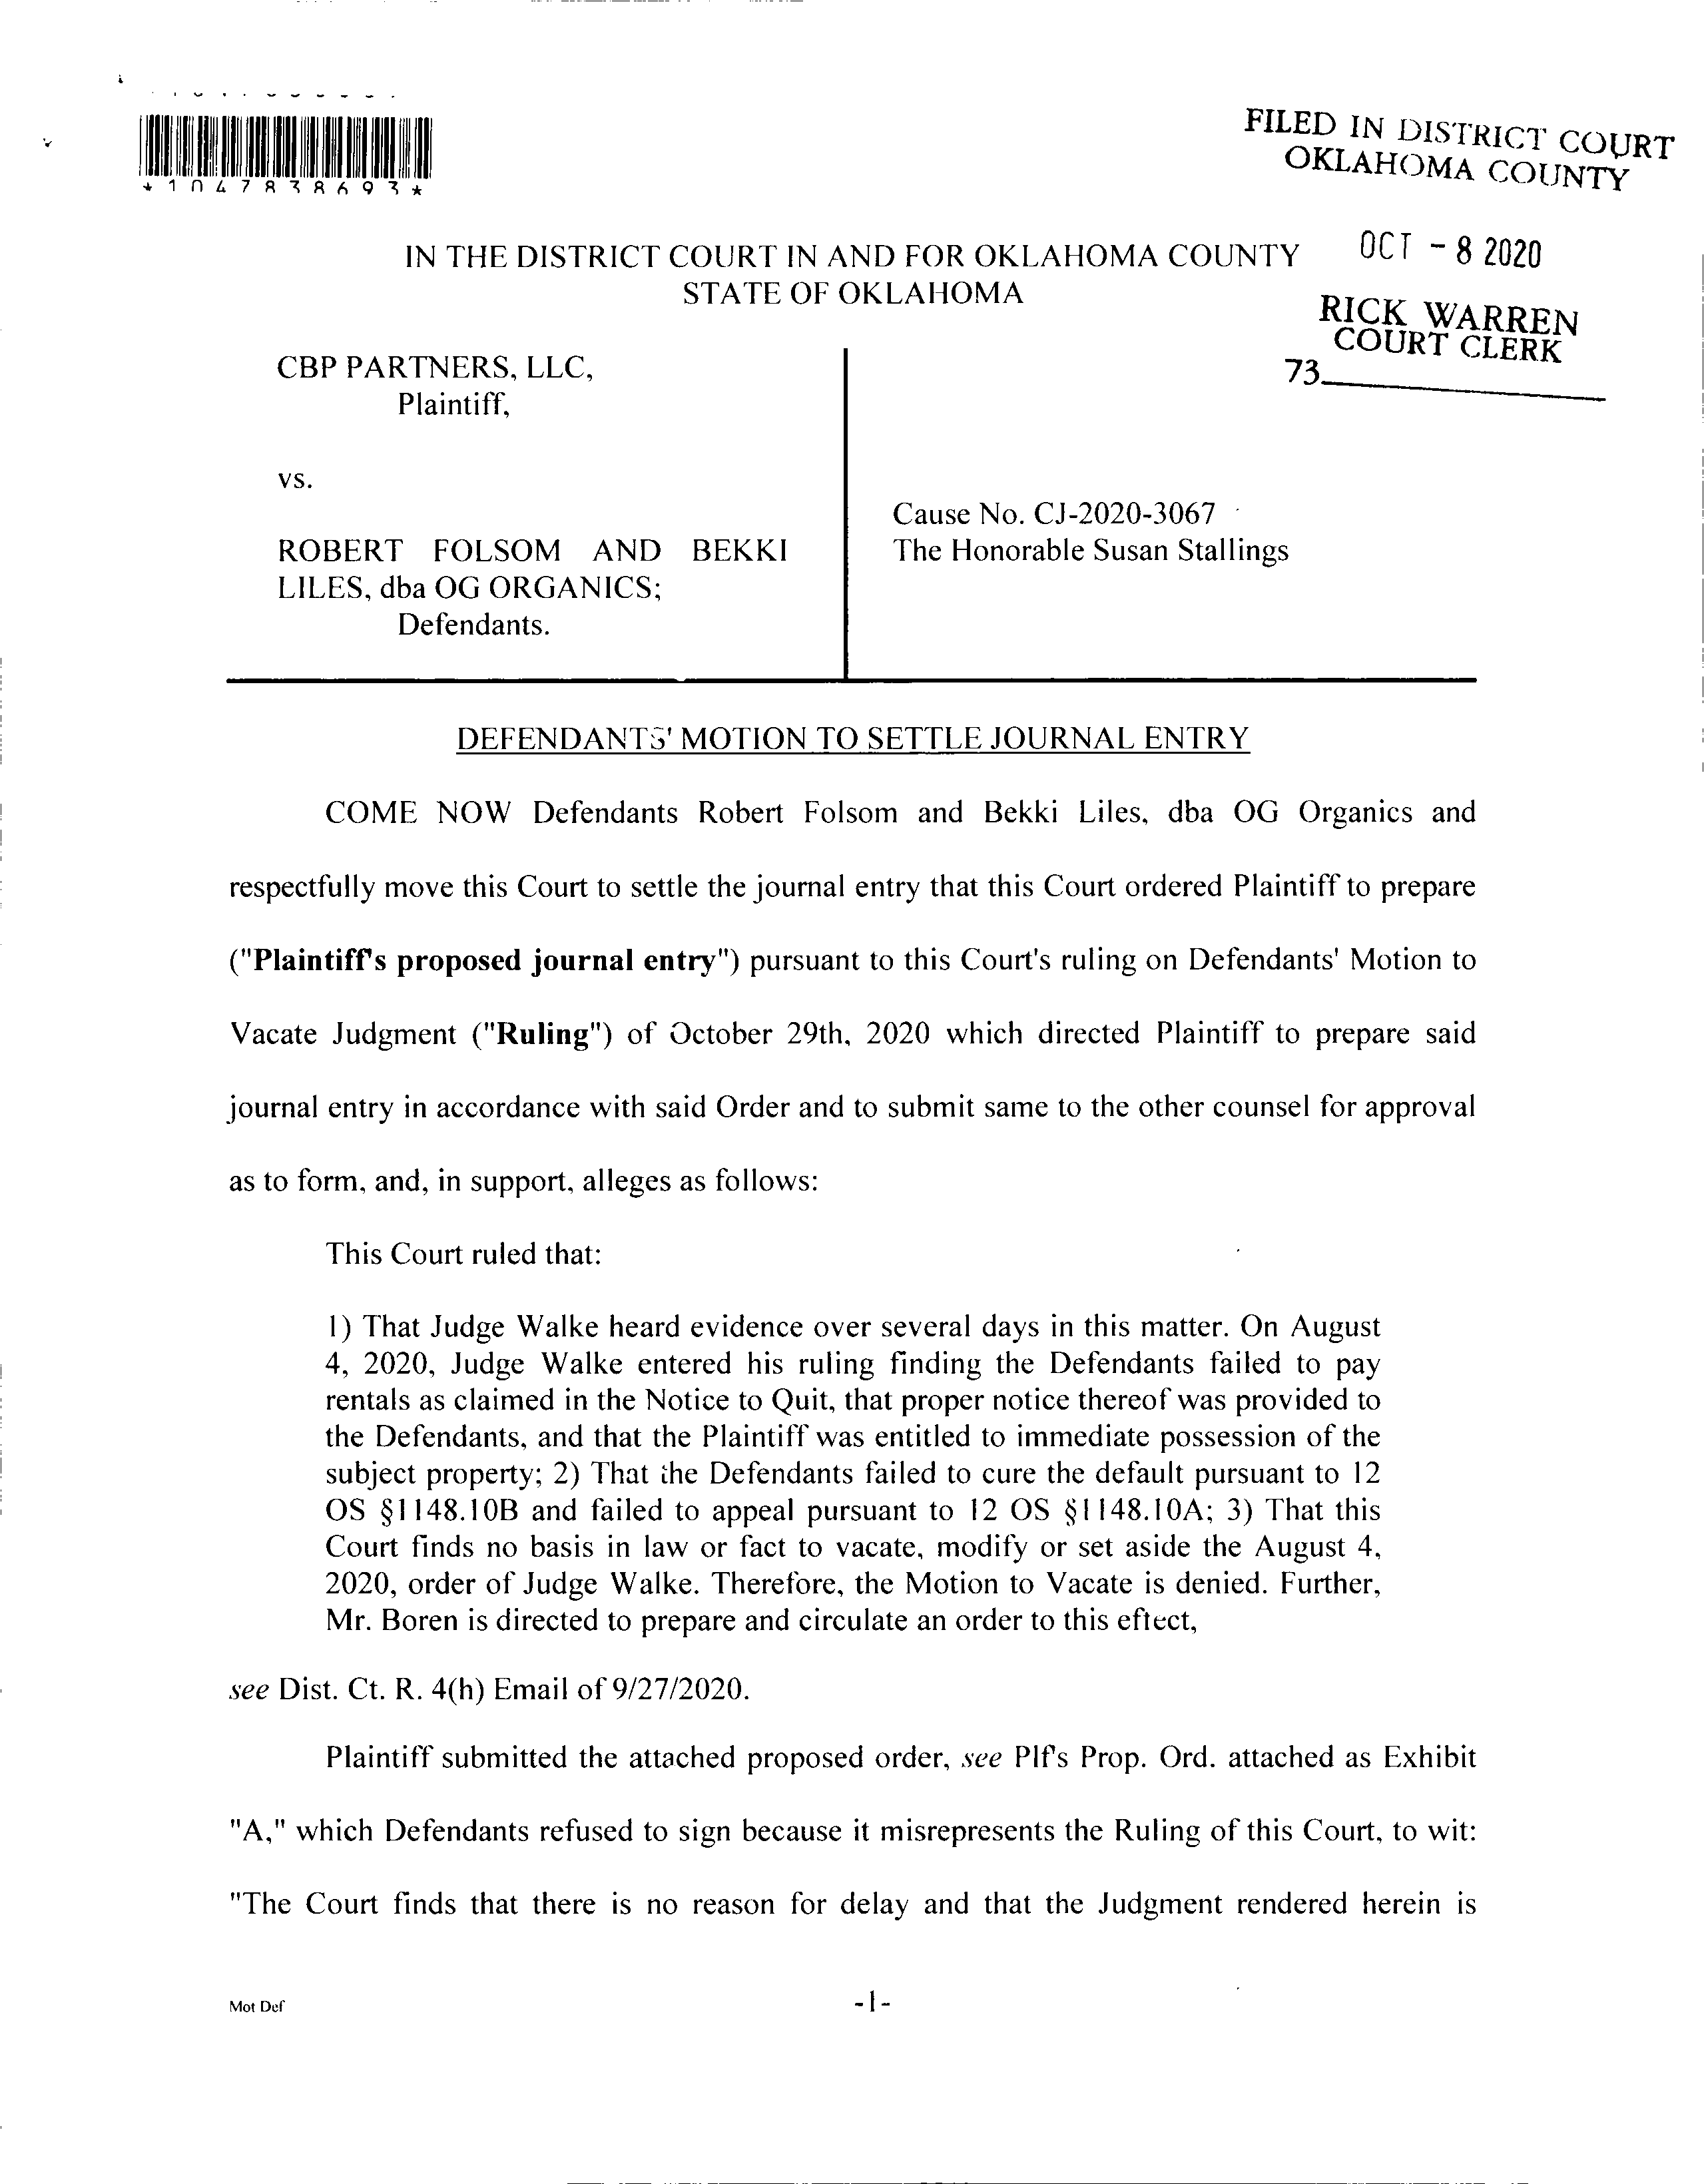 *1047838693*
FILED IN DISTRICT COURT
OKLAHOMA COUNTY
OCT - 8 2020
RICK WARREN
COURT CLERK
73
IN THE DISTRICT COURT IN AND FOR OKLAHOMA COUNTY
STATE OF OKLAHOMA
CBP PARTNERS, LLC,
Plaintiff,
vs.
ROBERT FOLSOM AND BEKKI
LILES, dba OG ORGANICS;
Defendants.
Cause No. CJ-2020-3067
The Honorable Susan Stallings
DEFENDANTS' MOTION TO SETTLE JOURNAL ENTRY
COME NOW Defendants Robert Folsom and Bekki Liles, dba OG Organics and
respectfully move this Court to settle the journal entry that this Court ordered Plaintiff to prepare
("Plaintiff's proposed journal entry") pursuant to this Court's ruling on Defendants' Motion to
Vacate Judgment ("Ruling") of October 29th, 2020 which directed Plaintiff to prepare said
journal entry in accordance with said Order and to submit same to the other counsel for approval
as to form, and, in support, alleges as follows:
This Court ruled that:
1) That Judge Walke heard evidence over several days in this matter. On August
4, 2020, Judge Walke entered his ruling finding the Defendants failed to pay
rentals as claimed in the Notice to Quit, that proper notice thereof was provided to
the Defendants, and that the Plaintiff was entitled to immediate possession of the
subject property; 2) That the Defendants failed to cure the default pursuant to 12
OS §1148.10B and failed to appeal pursuant to 12 OS §1148.10A; 3) That this
Court finds no basis in law or fact to vacate, modify or set aside the August 4,
2020, order of Judge Walke. Therefore, the Motion to Vacate is denied. Further,
Mr. Boren is directed to prepare and circulate an order to this effect,
see Dist. Ct. R. 4(h) Email of 9/27/2020.
Plaintiff submitted the attached proposed order, see Plf's Prop. Ord. attached as Exhibit
"A," which Defendants refused to sign because it misrepresents the Ruling of this Court, to wit:
"The Court finds that there is no reason for delay and that the Judgment rendered herein is
Mot Def
-1-